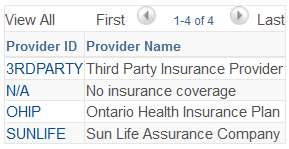 View All First 1-4 of 4 Last
Provider ID Provider Name
3RDPARTY Third Party Insurance Provider
N/A No insurance coverage
OHIP Ontario Health Insurance Plan
SUNLIFE Sun Life Assurance Company